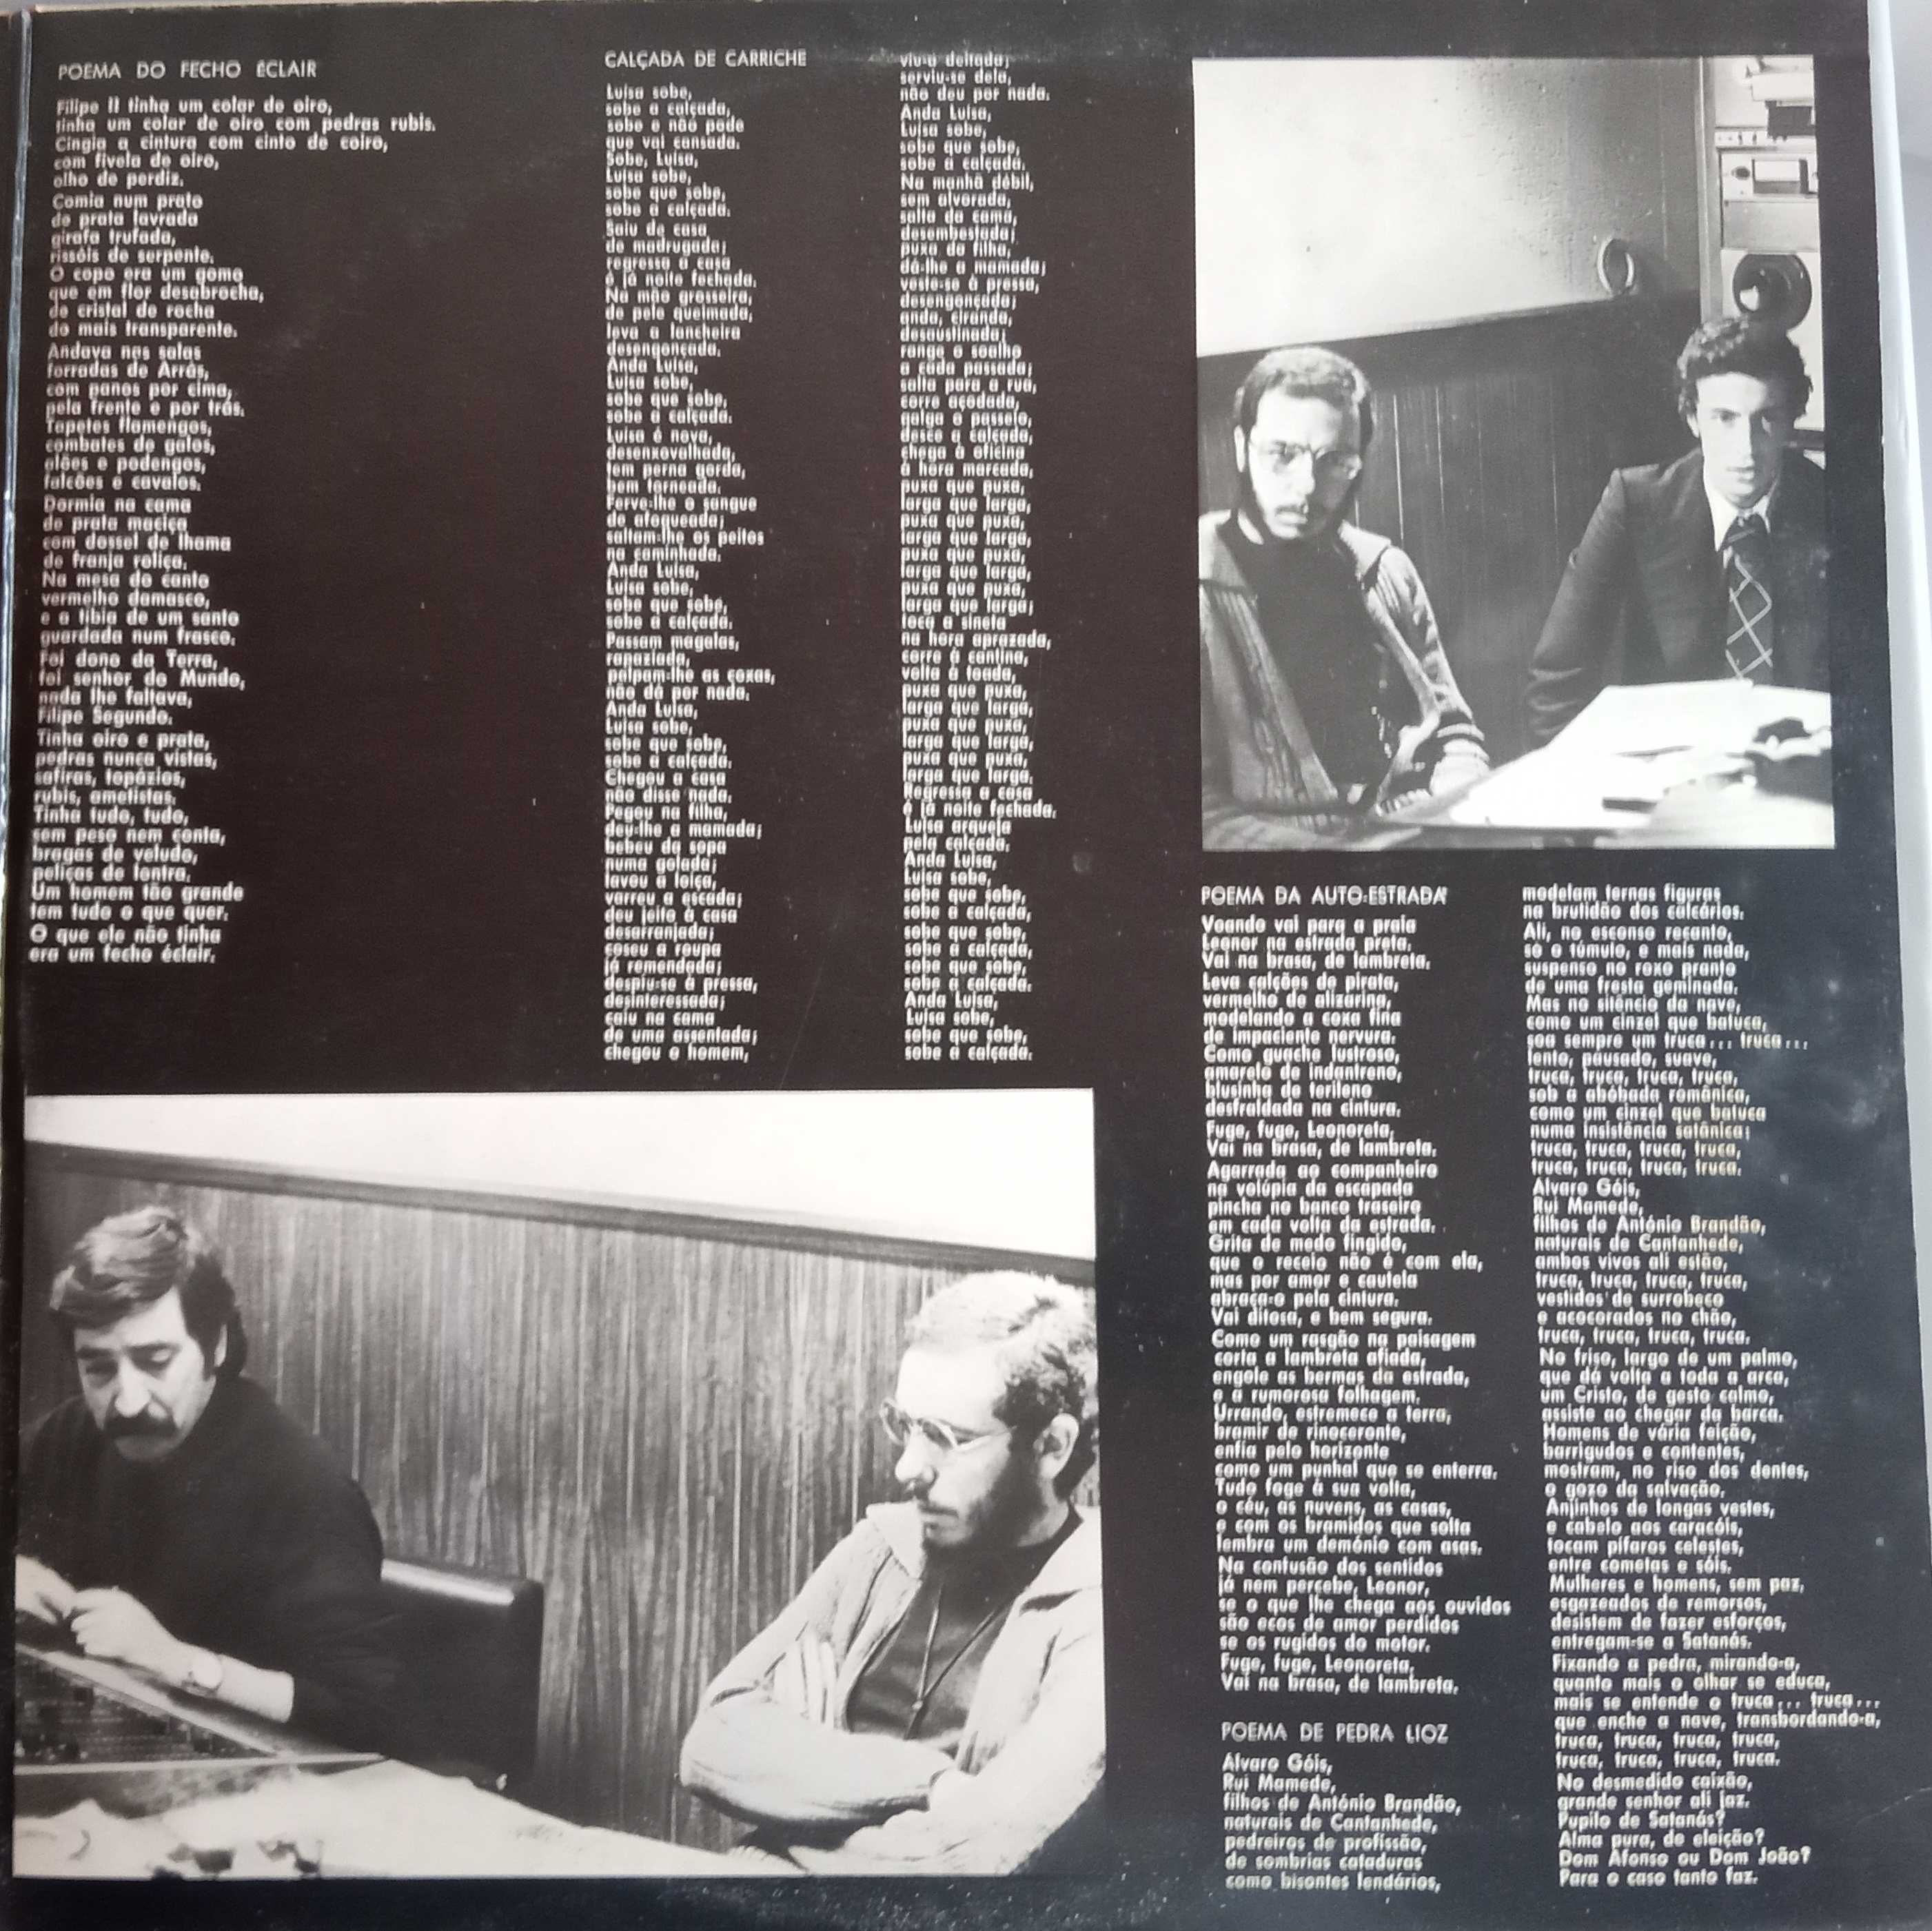 POEMA DO FECHO ÉCLAIR
Filipe II tinha um colar de oiro,
tinha um colar de oiro com pedras rubis.
Cingia a cintura com cinto de coiro,
com fivela de oiro,
olho de perdiz.
Comia num prato
de prata lavrada
girafa trufada,
rissóis de serpente.
O copo era um gomo
que em flor desabrocha,
de cristal de rocha
do mais transparente.
Andava nas salas
forradas de Arrás,
com panos por cima,
pela frente e por trás.
Tapetes flamengos,
combates de galos,
alões e podengos,
falcões e cavalos.
Dormia na cama
de prata maciça
com dossel de lhama
de franja roliça.
Na mesa do canto
vermelho damasco,
e a tíbia de um santo
guardada num frasco.
Foi dono da Terra,
foi senhor do Mundo,
nada lhe faltava,
Filipe Segundo.
Tinha oiro e prata,
pedras nunca vistas,
safiras, topázios,
rubis, ametistas.
Tinha tudo, tudo,
sem peso nem conta,
bragas de veludo,
peliças de lontra.
Um homem tão grande
tem tudo o que quer.
O que ele não tinha
era um fecho éclair.
CALÇADA DE CARRICHE
Luísa sobe,
sobe a calçada,
sobe e não pode
que vai cansada.
Sobe, Luísa,
Luísa sobe,
sobe que sobe,
sobe a calçada.
Saiu de casa
de madrugada;
regressa a casa
é já noite fechada.
Na mão grosseira,
de pele queimada,
leva a lancheira
desengonçada.
Anda Luísa,
Luísa sobe,
sobe que sobe,
sobe a calçada.
Luísa é nova,
desenxovalhada,
tem perna gorda,
bem torneada.
Ferve-lhe o sangue
de afogueada;
saltam-lhe os peitos
na caminhada.
Anda Luísa,
Luísa sobe,
sobe que sobe,
sobe a calçada.
Passam magalas,
rapaziada,
palpam-lhe as coxas,
não dá por nada.
Anda Luísa,
Luísa sobe,
sobe que sobe,
sobe a calçada.
Chegou a casa
não disse nada.
Pegou na filha,
deu-lhe a mamada;
bebeu da sopa
numa golada;
lavou a loiça,
varreu a escada;
deu jeito à casa
desarranjada;
coseu a roupa
já remendada;
despiu-se à pressa,
desinteressada;
caiu na cama
de uma assentada;
chegou o homem,
viu-a deitada;
serviu-se dela,
não deu por nada.
Anda Luísa,
Luísa sobe,
sobe que sobe,
sobe a calçada.
Na manhã débil,
sem alvorada,
salta da cama,
desembestada;
puxa da filha,
dá-lhe a mamada;
veste-se à pressa,
desengonçada;
anda, ciranda,
desaustinada;
range o soalho
a cada passada;
salta para a rua,
corre açodada,
galga o passeio,
desce a calçada,
chega à oficina
à hora marcada,
puxa que puxa,
larga que larga,
puxa que puxa,
larga que larga,
puxa que puxa,
larga que larga,
puxa que puxa,
larga que larga;
toca a sineta
na hora aprazada,
corre à cantina,
volta à toada,
puxa que puxa,
larga que larga,
puxa que puxa,
larga que larga,
puxa que puxa,
larga que larga.
Regressa a casa
é já noite fechada.
Luísa arqueja
pela calçada.
Anda Luísa,
Luísa sobe,
sobe que sobe,
sobe a calçada,
sobe que sobe,
sobe a calçada,
sobe que sobe,
sobe a calçada.
Anda Luísa,
Luísa sobe,
sobe que sobe,
sobe a calçada.
POEMA DA AUTO-ESTRADA
Voando vai para a praia
Leonor na estrada preta.
Vai na brasa, de lambreta.
Leva calções de pirata,
vermelho de alizarina,
modelando a coxa fina
de impaciente nervura.
Como guache lustroso,
amarelo de indantreno,
blusinha de terileno
desfraldada na cintura.
Fuge, fuge, Leonoreta,
Vai na brasa, de lambreta.
Agarrada ao companheiro
na volúpia da escapada
pincha no banco traseiro
em cada volta da estrada.
Grita de medo fingido,
que o receio não é com ela,
mas por amor e cautela
abraça-o pela cintura.
Vai ditosa, e bem segura.
Como um rasgão na paisagem
corta a lambreta afiada,
engole as bermas da estrada,
e a rumorosa folhagem.
Urrando, estremece a terra,
bramir de rinoceronte,
enfia pelo horizonte
como um punhal que se enterra.
Tudo foge à sua volta,
o céu, as nuvens, as casas,
e com os bramidos que solta
lembra um demónio com asas.
Na confusão dos sentidos
já nem percebe, Leonor,
se o que lhe chega aos ouvidos
são ecos de amor perdidos
se os rugidos do motor.
Fuge, fuge, Leonoreta,
Vai na brasa, de lambreta.
POEMA DE PEDRA LIOZ
Álvaro Góis,
Rui Mamede,
filhos de António Brandão,
naturais de Cantanhede,
pedreiros de profissão,
de sombrias cataduras
como bisontes lendários,
modelam ternas figuras
na brutidão dos calcários.
Ali, no esconso recanto,
só o túmulo, e mais nada,
suspenso no roxo pranto
de uma fresta geminada.
Mas no silêncio da nave,
como um cinzel que batuca,
soa sempre um truca... truca...
lento, pausado, suave,
truca, truca, truca, truca,
sob a abóbada românica,
como um cinzel que batuca
numa insistência satânica;
truca, truca, truca, truca,
truca, truca, truca, truca.
Álvaro Góis,
Rui Mamede,
filhos de António Brandão,
naturais de Cantanhede,
ambos vivos ali estão,
truca, truca, truca, truca,
vestidos de surrobeco
e acocorados no chão,
truca, truca, truca, truca.
No friso, largo de um palmo,
que dá volta a toda a arca,
um Cristo, de gesto calmo,
assiste ao chegar da barca.
Homens de vária feição,
barrigudos e contentes,
mostram, no riso dos dentes,
o gozo da salvação.
Anjinhos de longas vestes,
e cabelo aos caracóis,
tocam pífaros celestes,
entre cometas e sóis.
Mulheres e homens, sem paz,
esgazeados de remorsos,
desistem de fazer esforços,
entregam-se a Satanás.
Fixando a pedra, mirando-a,
quanto mais o olhar se educa,
mais se entende o truca... truca...
que enche a nave, transbordando-a,
truca, truca, truca, truca,
truca, truca, truca, truca.
No desmedido caixão,
grande senhor ali jaz.
Pupilo de Satanás?
Alma pura, de eleição?
Dom Afonso ou Dom João?
Para o caso tanto faz.